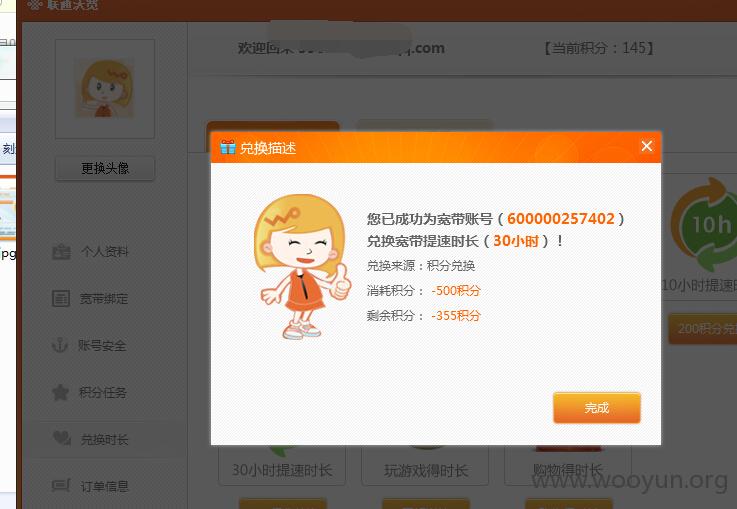 联通沃宽
欢迎回来
.com
【当前积分：145】
刻
兑换描述
更换头像
您已成功为宽带账号（600000257402）
兑换宽带提速时长（30小时）！
兑换来源：积分兑换
消耗积分： -500积分
剩余积分： -355积分
10h
jpg
个人资料
10小时提速时
宽带绑定
200积分兑
账号安全
积分任务
完成
兑换时长
30小时提速时长
玩游戏得时长
购物得时长
订单信息
www.wooyun.org